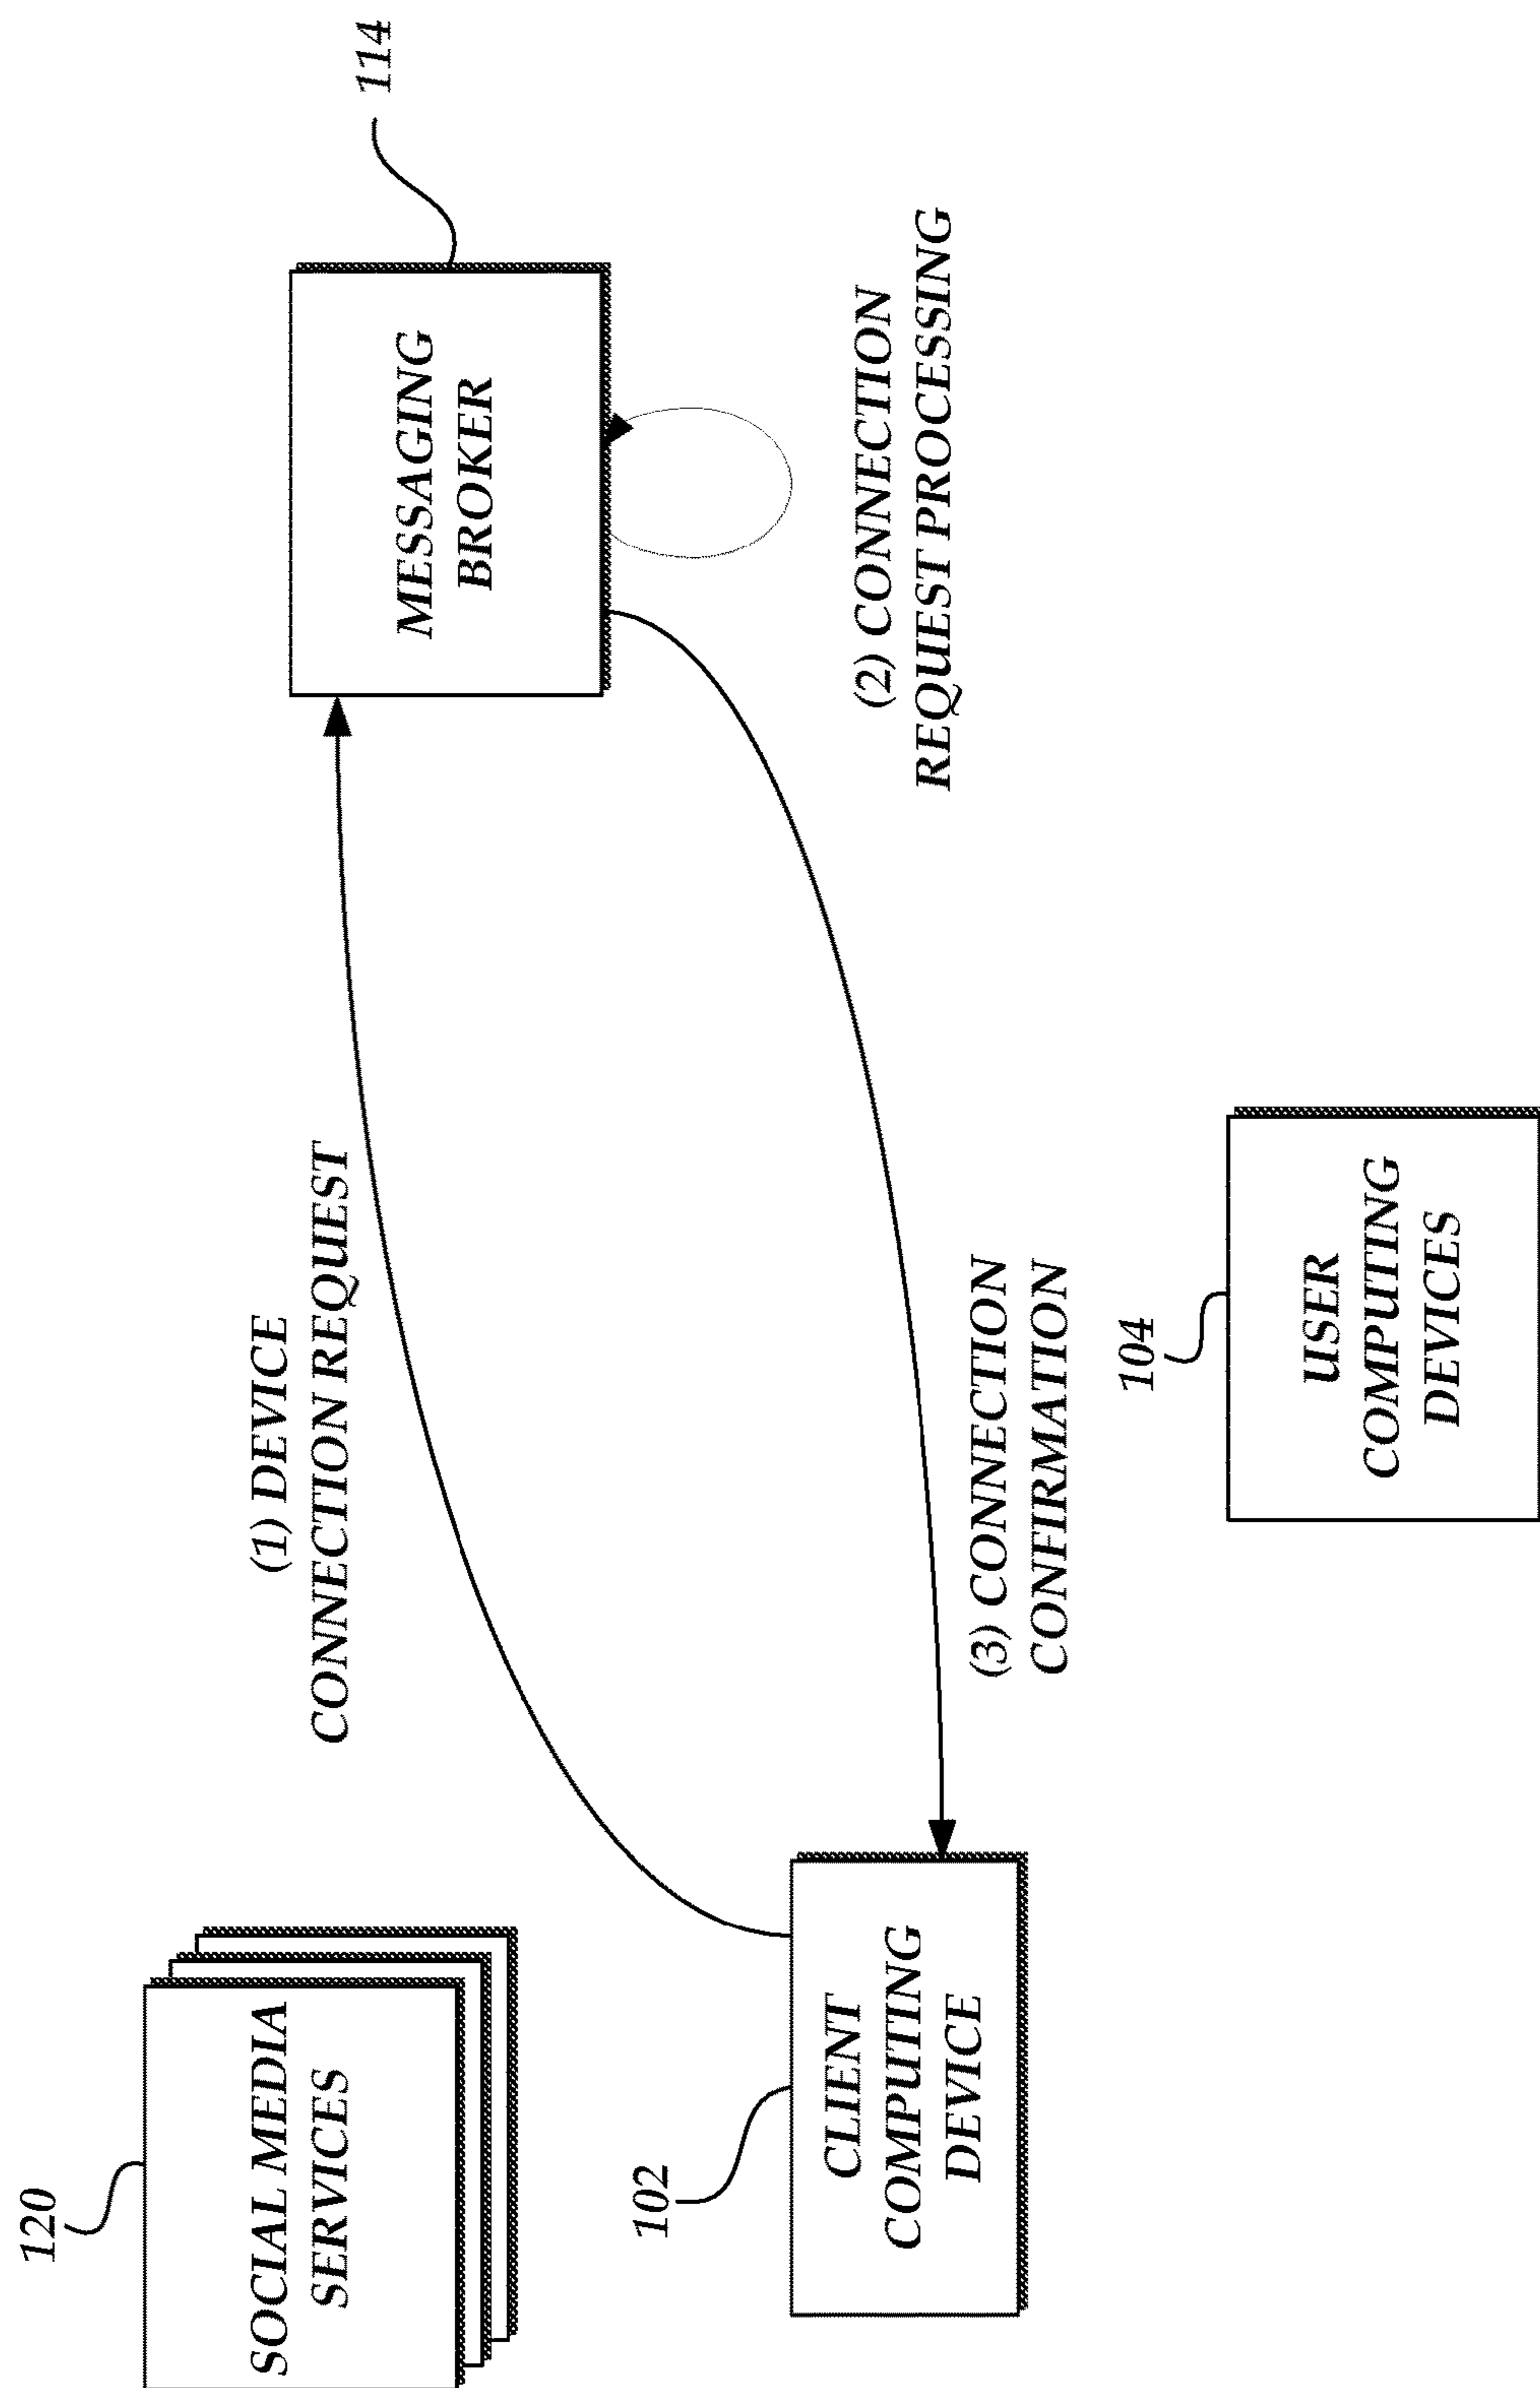 120
SOCIAL MEDIA
SERVICES
(1) DEVICE
CONNECTION REQUEST
114
MESSAGING
BROKER
102
CLIENT
COMPUTING
DEVICE
(2) CONNECTION
REQUEST PROCESSING
(3) CONNECTION
CONFIRMATION
104
USER
COMPUTING
DEVICES